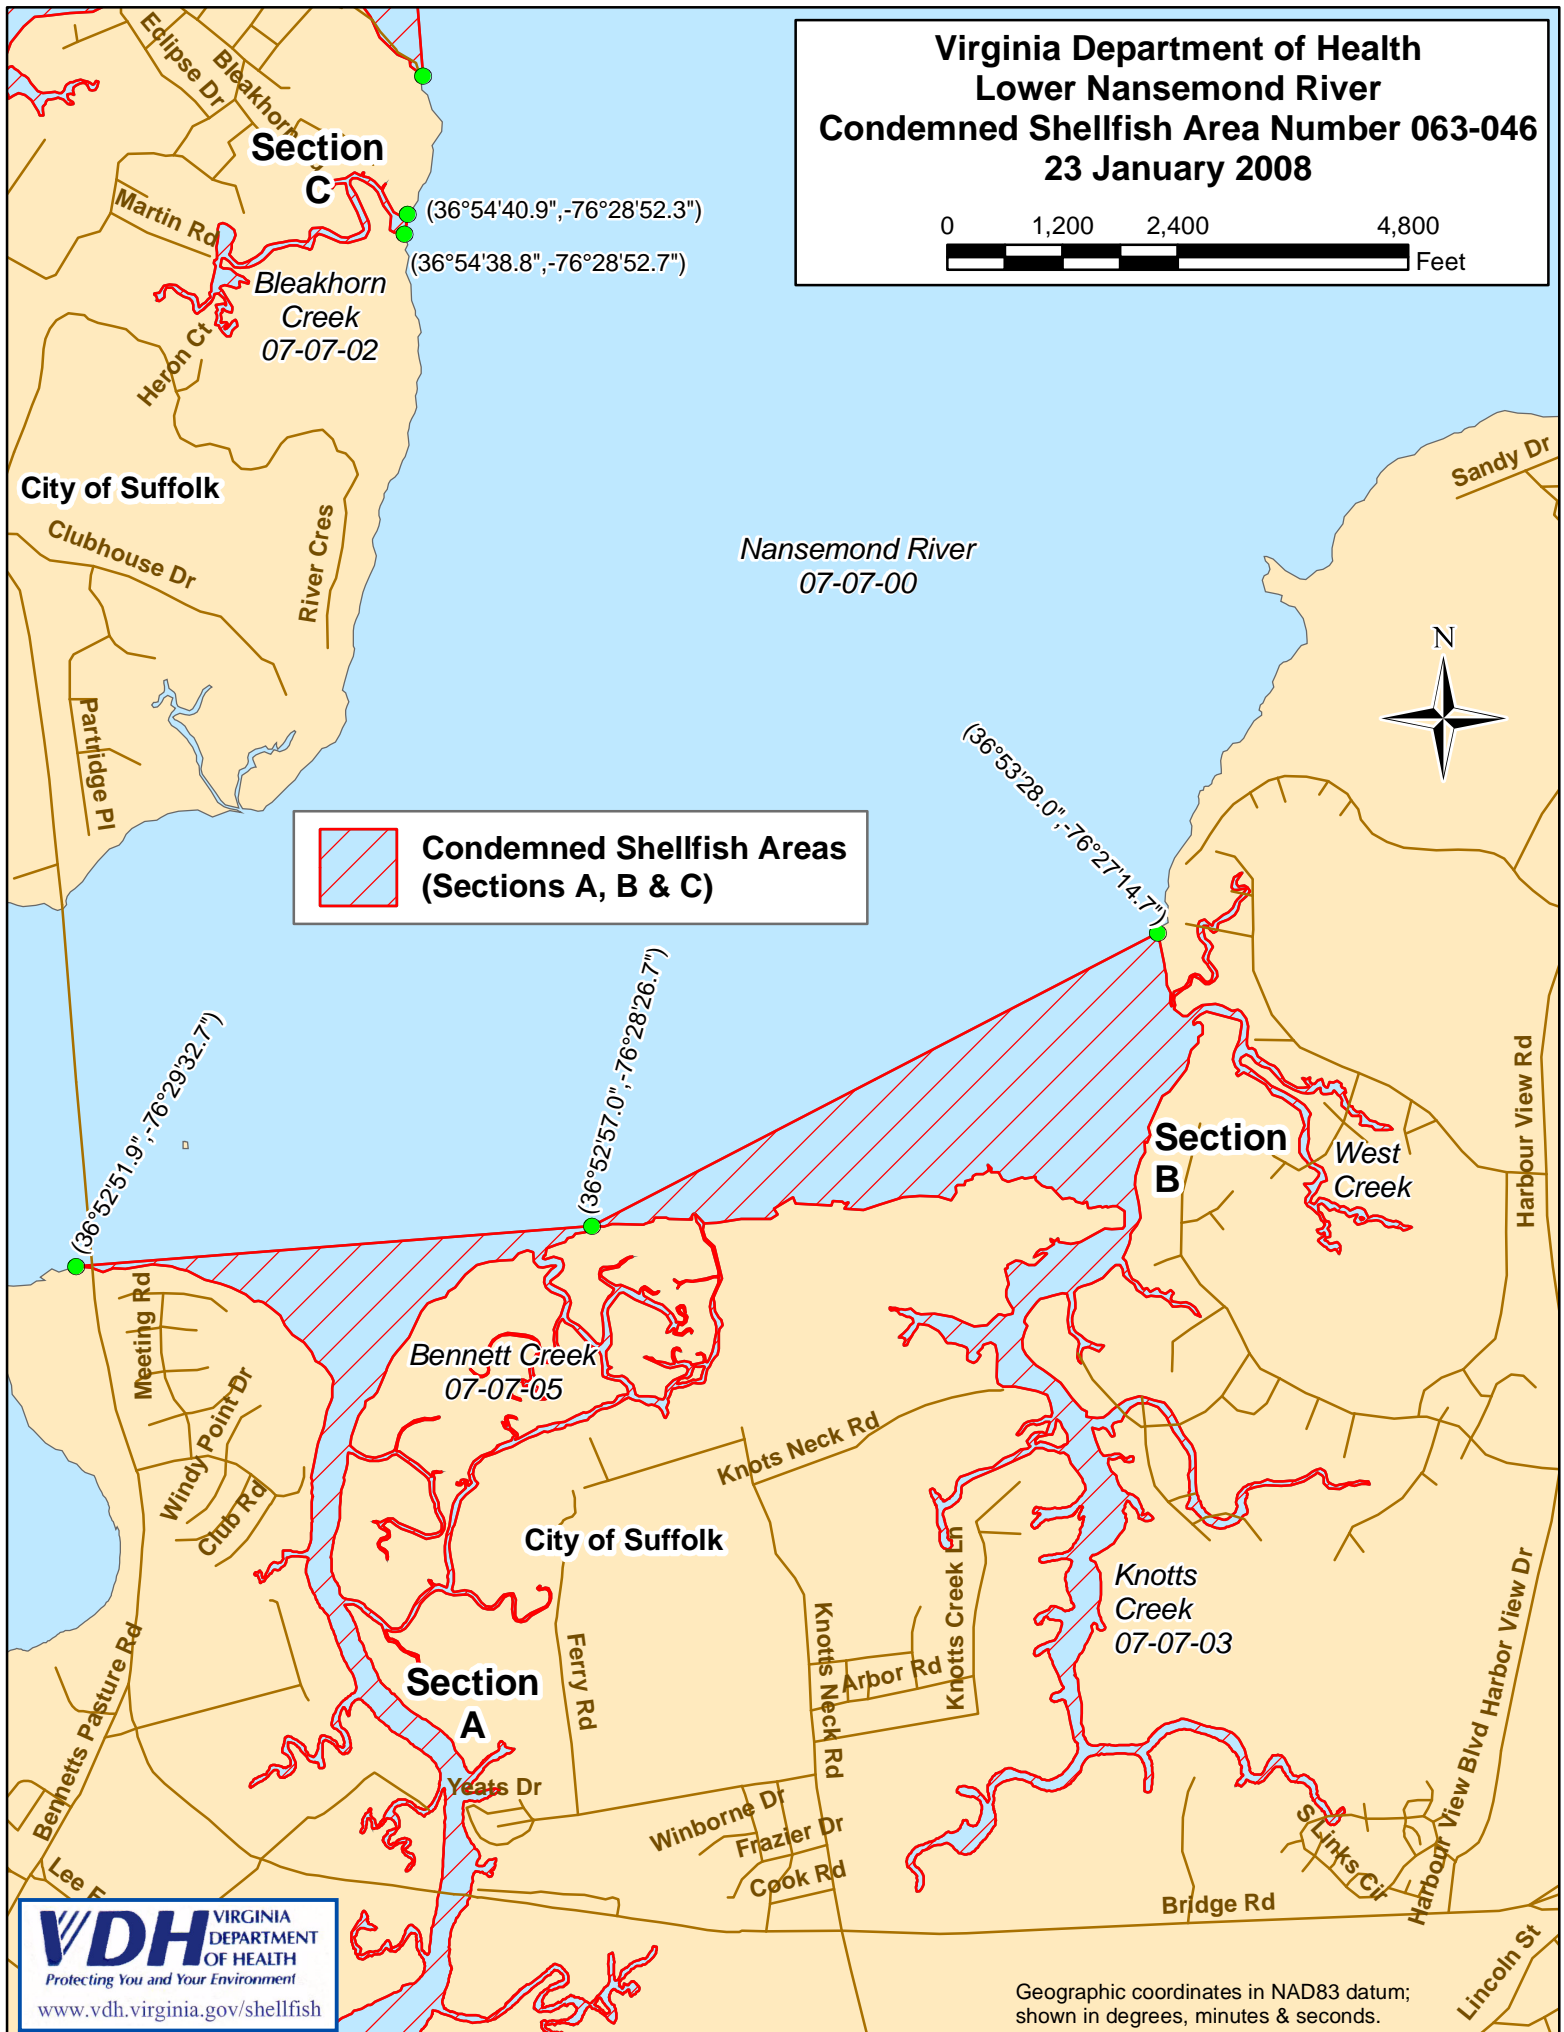 Virginia Department of Health
Lower Nansemond River
Condemned Shellfish Area Number 063-046
23 January 2008
0 1,200 2,400 4,800
Feet
Eclipse Dr
Section
C
Martin Rd
(36°54'40.9",-76°28'52.3")
(36°54'38.8",-76°28'52.7")
Bleakhorn
Creek
07-07-02
Heron Ct
City of Suffolk
Clubhouse Dr
River Cres
Partridge Pl
Sandy Dr
Nansemond River
07-07-00
N
Condemned Shellfish Areas
(Sections A, B & C)
(36°53'28.0",-76°27'14.7")
(36°52'57.0",-76°28'26.7")
(36°52'51.9",-76°29'32.7")
Harbour View Rd
Section
B
West
Creek
Meeting Rd
Windy Point Dr
Club Rd
Bennett Creek
07-07-05
Knots Neck Rd
City of Suffolk
Knotts Creek Ln
Knotts
Creek
07-07-03
Bennetts Pasture Rd
Section
A
Ferry Rd
Knotts Neck Rd
Arbor Rd
Harbor View Dr
Harbour View Blvd
Yeats Dr
Winborne Dr
Frazier Dr
Cook Rd
S Links Cir
Bridge Rd
Lincoln St
Lee F
VDH VIRGINIA
DEPARTMENT
OF HEALTH
Protecting You and Your Environment
www.vdh.virginia.gov/shellfish
Geographic coordinates in NAD83 datum;
shown in degrees, minutes & seconds.